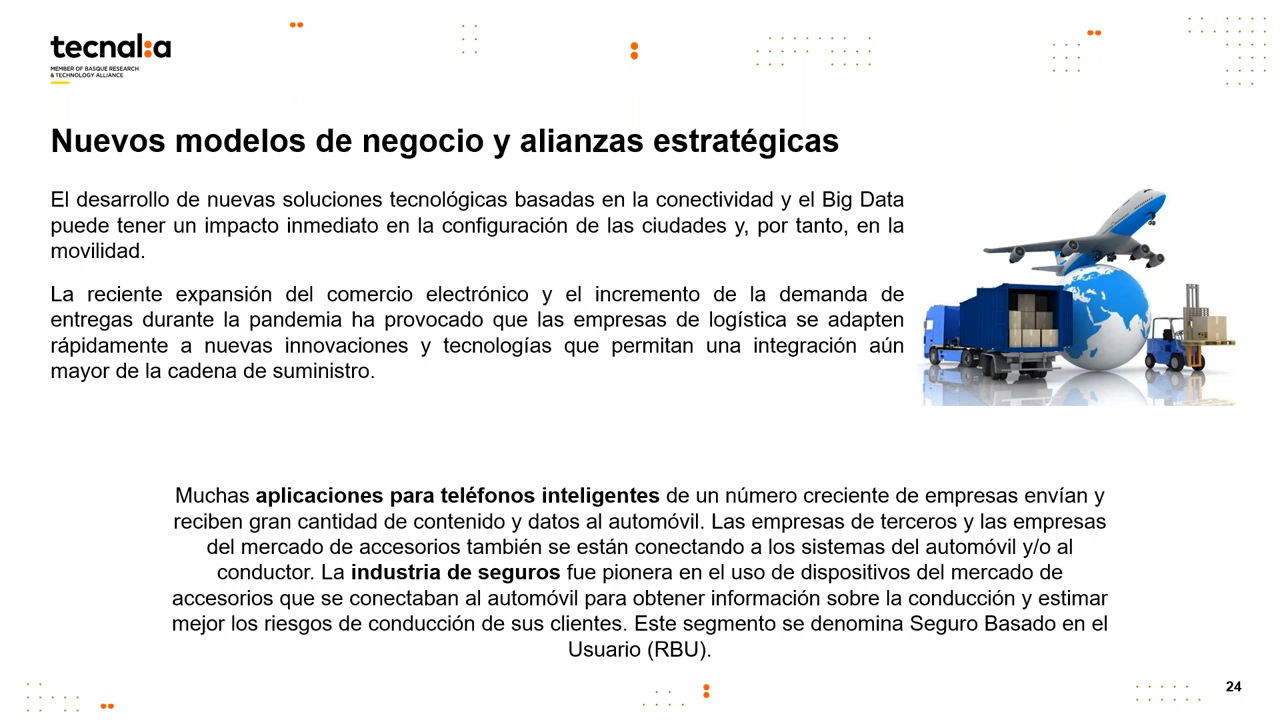 tecnal:a
MEMBER OF BASQUE RESEARCH
& TECHNOLOGY ALLIANCE
Nuevos modelos de negocio y alianzas estratégicas
El desarrollo de nuevas soluciones tecnológicas basadas en la conectividad y el Big Data
puede tener un impacto inmediato en la configuración de las ciudades y, por tanto, en la
movilidad.
La reciente expansión del comercio electrónico y el incremento de la demanda de
entregas durante la pandemia ha provocado que las empresas de logística se adapten
rápidamente a nuevas innovaciones y tecnologías que permitan una integración aún
mayor de la cadena de suministro.
Muchas aplicaciones para teléfonos inteligentes de un número creciente de empresas envían y
reciben gran cantidad de contenido y datos al automóvil. Las empresas de terceros y las empresas
del mercado de accesorios también se están conectando a los sistemas del automóvil y/o al
conductor. La industria de seguros fue pionera en el uso de dispositivos del mercado de
accesorios que se conectaban al automóvil para obtener información sobre la conducción y estimar
mejor los riesgos de conducción de sus clientes. Este segmento se denomina Seguro Basado en el
Usuario (RBU).
24